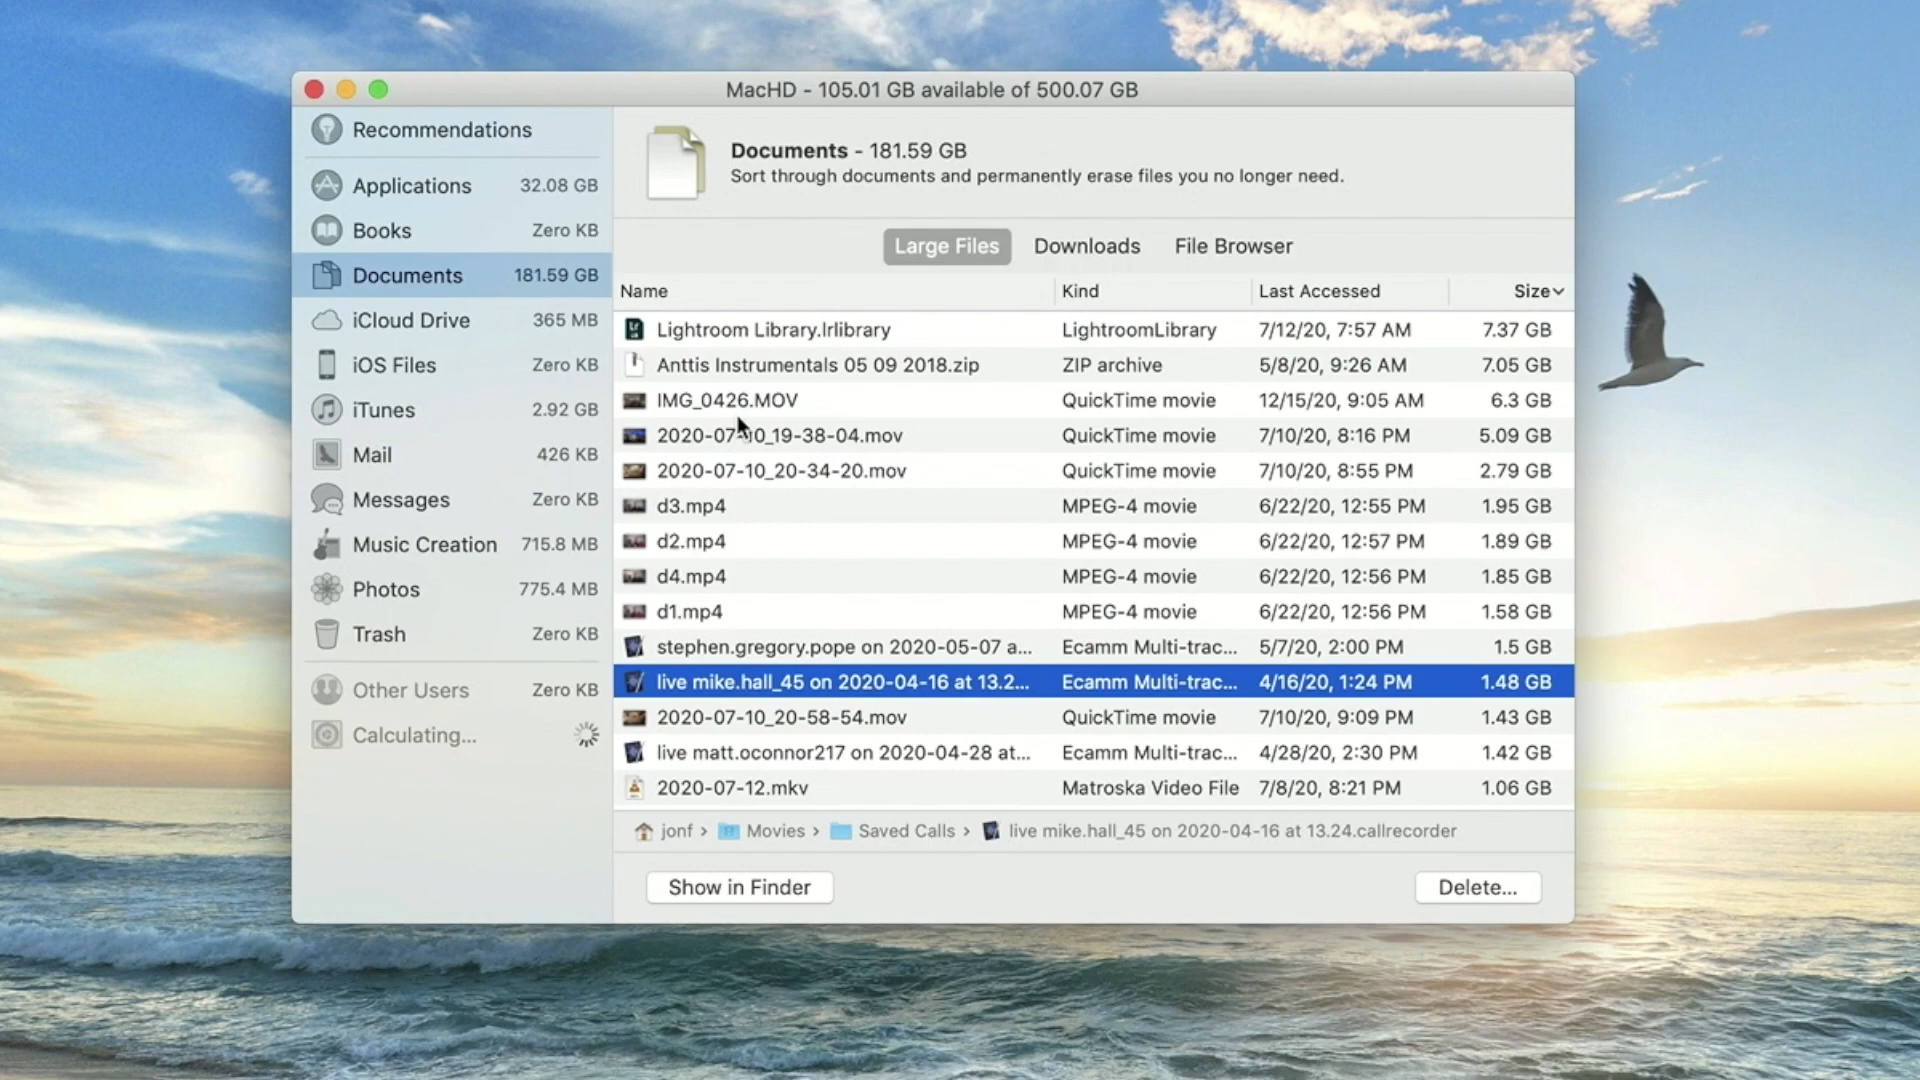 MacHD - 105.01 GB available of 500.07 GB
Recommendations
Applications 32.08 GB
Books Zero KB
Documents 181.59 GB
iCloud Drive 365 MB
iOS Files Zero KB
iTunes 2.92 GB
Mail 426 KB
Messages Zero KB
Music Creation 715.8 MB
Photos 775.4 MB
Trash Zero KB
Other Users Zero KB
Calculating...
Documents - 181.59 GB
Sort through documents and permanently erase files you no longer need.
Large Files Downloads File Browser
Name Kind Last Accessed Size
Lightroom Library.lrlibrary LightroomLibrary 7/12/20, 7:57 AM 7.37 GB
Anttis Instrumentals 05 09 2018.zip ZIP archive 5/8/20, 9:26 AM 7.05 GB
IMG_0426.MOV QuickTime movie 12/15/20, 9:05 AM 6.3 GB
2020-07-10_19-38-04.mov QuickTime movie 7/10/20, 8:16 PM 5.09 GB
2020-07-10_20-34-20.mov QuickTime movie 7/10/20, 8:55 PM 2.79 GB
d3.mp4 MPEG-4 movie 6/22/20, 12:55 PM 1.95 GB
d2.mp4 MPEG-4 movie 6/22/20, 12:57 PM 1.89 GB
d4.mp4 MPEG-4 movie 6/22/20, 12:56 PM 1.85 GB
d1.mp4 MPEG-4 movie 6/22/20, 12:56 PM 1.58 GB
stephen.gregory.pope on 2020-05-07 a... Ecamm Multi-trac... 5/7/20, 2:00 PM 1.5 GB
live mike.hall_45 on 2020-04-16 at 13.2... Ecamm Multi-trac... 4/16/20, 1:24 PM 1.48 GB
2020-07-10_20-58-54.mov QuickTime movie 7/10/20, 9:09 PM 1.43 GB
live matt.oconnor217 on 2020-04-28 at... Ecamm Multi-trac... 4/28/20, 2:30 PM 1.42 GB
2020-07-12.mkv Matroska Video File 7/8/20, 8:21 PM 1.06 GB
jonf › Movies › Saved Calls › live mike.hall_45 on 2020-04-16 at 13.24.callrecorder
Show in Finder Delete...